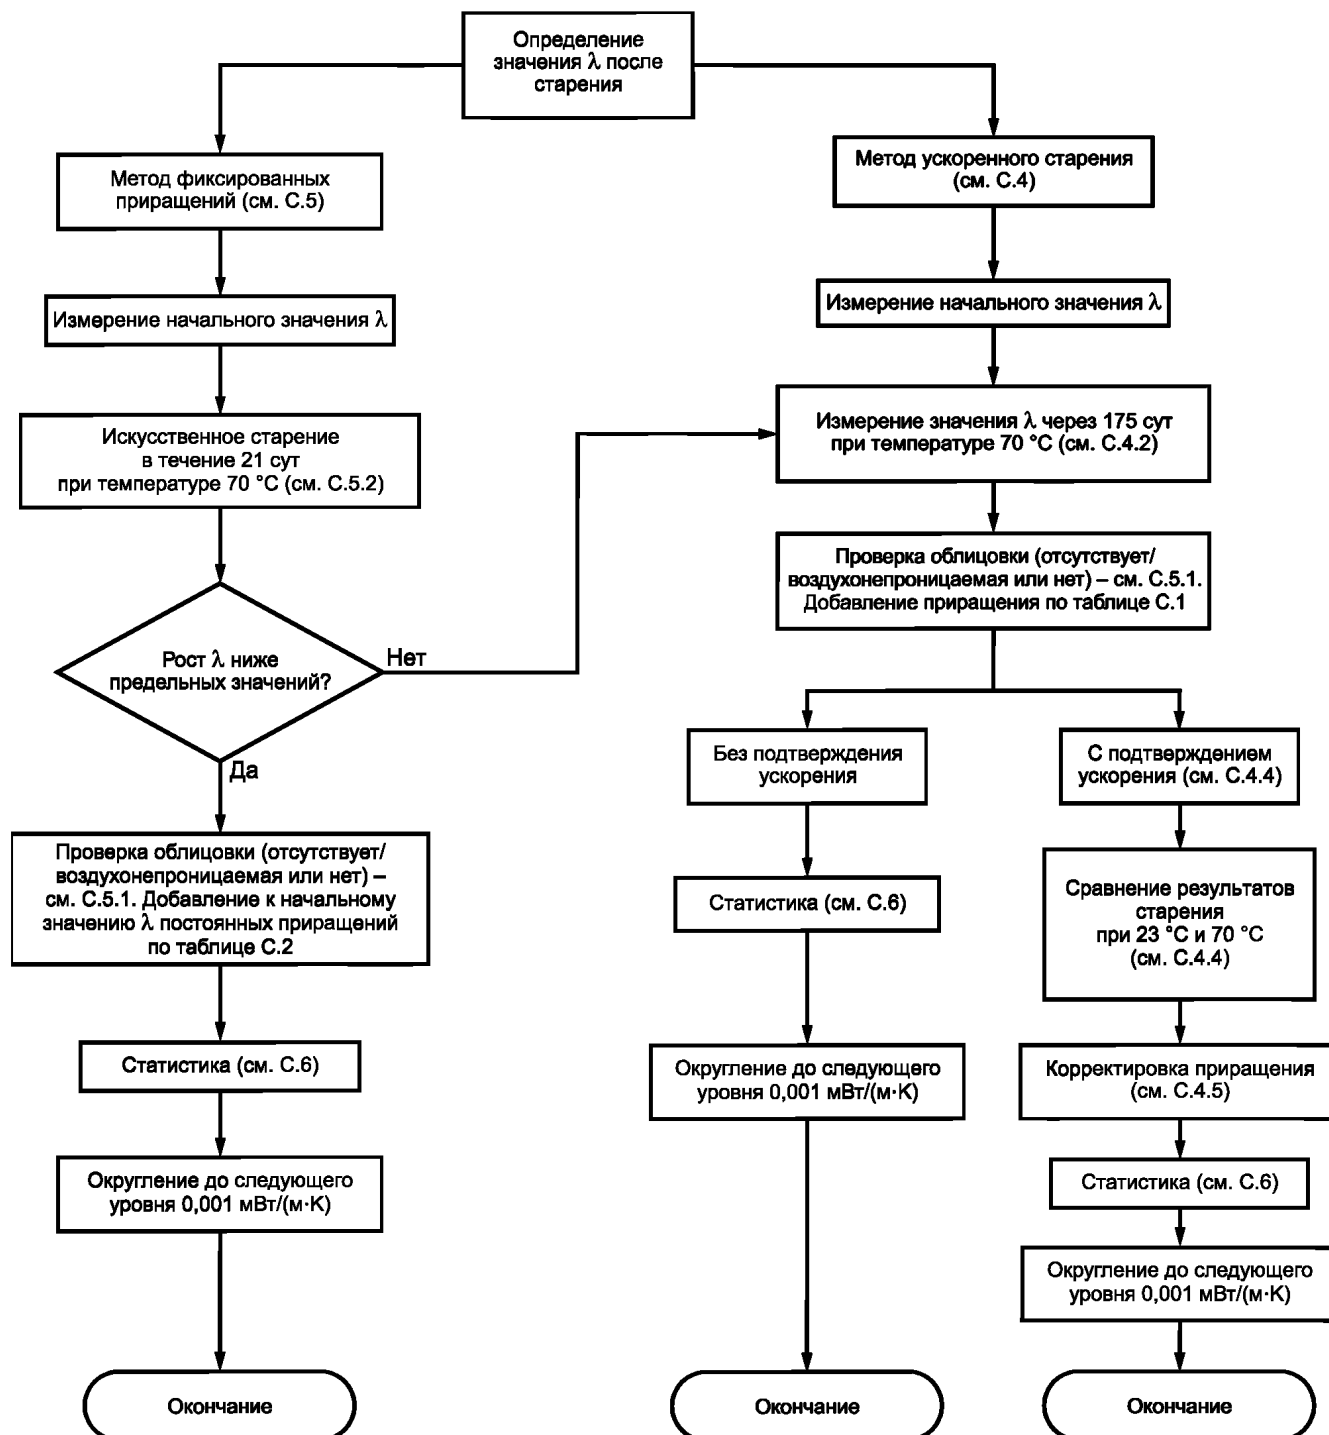 Определение
значения λ после
старения
Метод фиксированных
приращений (см. С.5)
Измерение начального значения λ
Искусственное старение
в течение 21 сут
при температуре 70 °С (см. С.5.2)
Рост λ ниже
предельных значений?
Нет
Да
Проверка облицовки (отсутствует/
воздухонепроницаемая или нет) –
см. С.5.1. Добавление к начальному
значению λ постоянных приращений
по таблице С.2
Статистика (см. С.6)
Округление до следующего
уровня 0,001 мВт/(м·К)
Окончание
Метод ускоренного старения
(см. С.4)
Измерение начального значения λ
Измерение значения λ через 175 сут
при температуре 70 °С (см. С.4.2)
Проверка облицовки (отсутствует/
воздухонепроницаемая или нет) – см. С.5.1.
Добавление приращения по таблице С.1
Без подтверждения
ускорения
Статистика (см. С.6)
Округление до следующего
уровня 0,001 мВт/(м·К)
Окончание
С подтверждением
ускорения (см. С.4.4)
Сравнение результатов
старения
при 23 °С и 70 °С
(см. С.4.4)
Корректировка приращения
(см. С.4.5)
Статистика (см. С.6)
Округление до следующего
уровня 0,001 мВт/(м·К)
Окончание